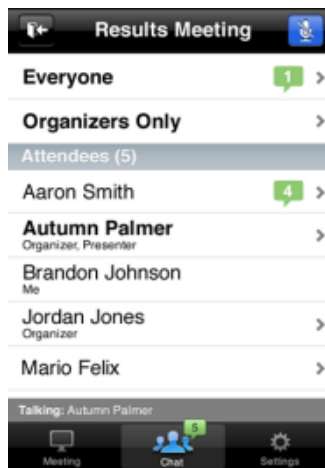 Results Meeting
Everyone 1
Organizers Only
Attendees (5)
Aaron Smith 4
Autumn Palmer
Organizer, Presenter
Brandon Johnson
Me
Jordan Jones
Organizer
Mario Felix
Talking: Autumn Palmer
5
Meeting Chat Settings